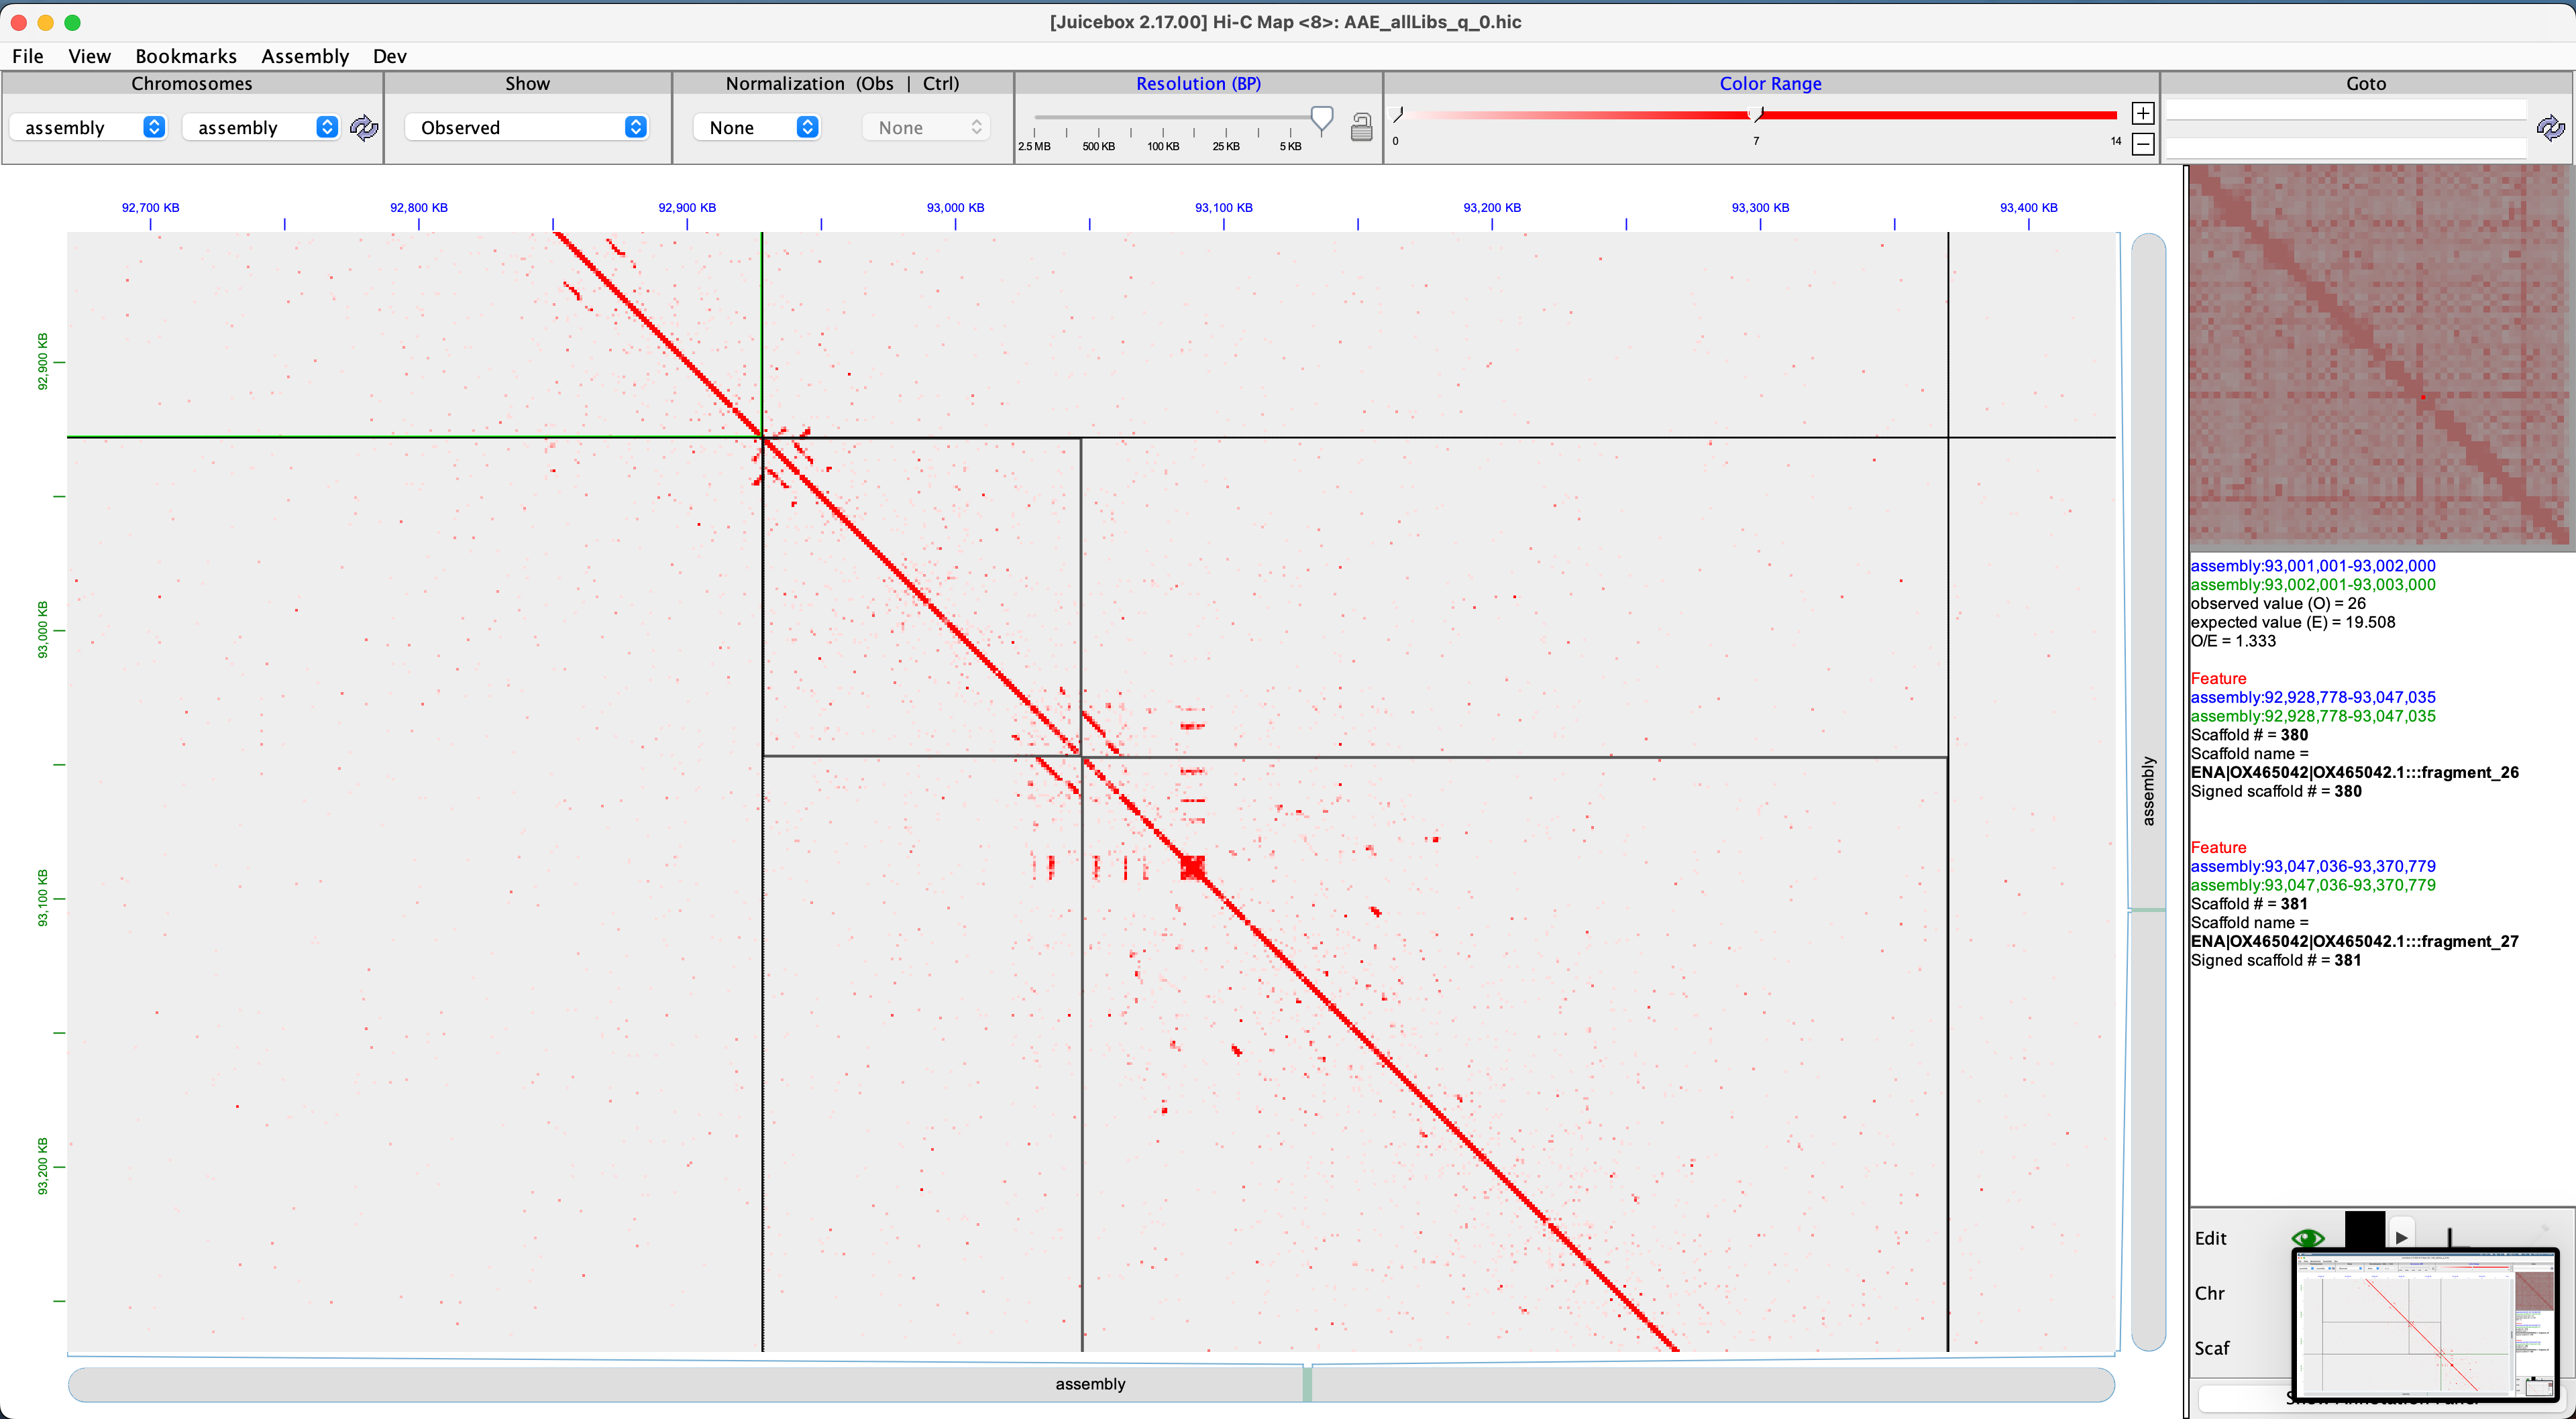 [Juicebox 2.17.00] Hi-C Map <8>: AAE_allLibs_q_0.hic
File View Bookmarks Assembly Dev
Chromosomes Show Normalization (Obs | Ctrl) Resolution (BP) Color Range Goto
assembly assembly Observed None None
2.5 MB 500 KB 100 KB 25 KB 5 KB
0 7 14
92,700 KB 92,800 KB 92,900 KB 93,000 KB 93,100 KB 93,200 KB 93,300 KB 93,400 KB
92,900 KB
93,000 KB
93,100 KB
93,200 KB
assembly
assembly
assembly:93,001,001-93,002,000
assembly:93,002,001-93,003,000
observed value (O) = 26
expected value (E) = 19.508
O/E = 1.333
Feature
assembly:92,928,778-93,047,035
assembly:92,928,778-93,047,035
Scaffold # = 380
Scaffold name =
ENA|OX465042|OX465042.1:::fragment_26
Signed scaffold # = 380
Feature
assembly:93,047,036-93,370,779
assembly:93,047,036-93,370,779
Scaffold # = 381
Scaffold name =
ENA|OX465042|OX465042.1:::fragment_27
Signed scaffold # = 381
Edit
Chr
Scaf